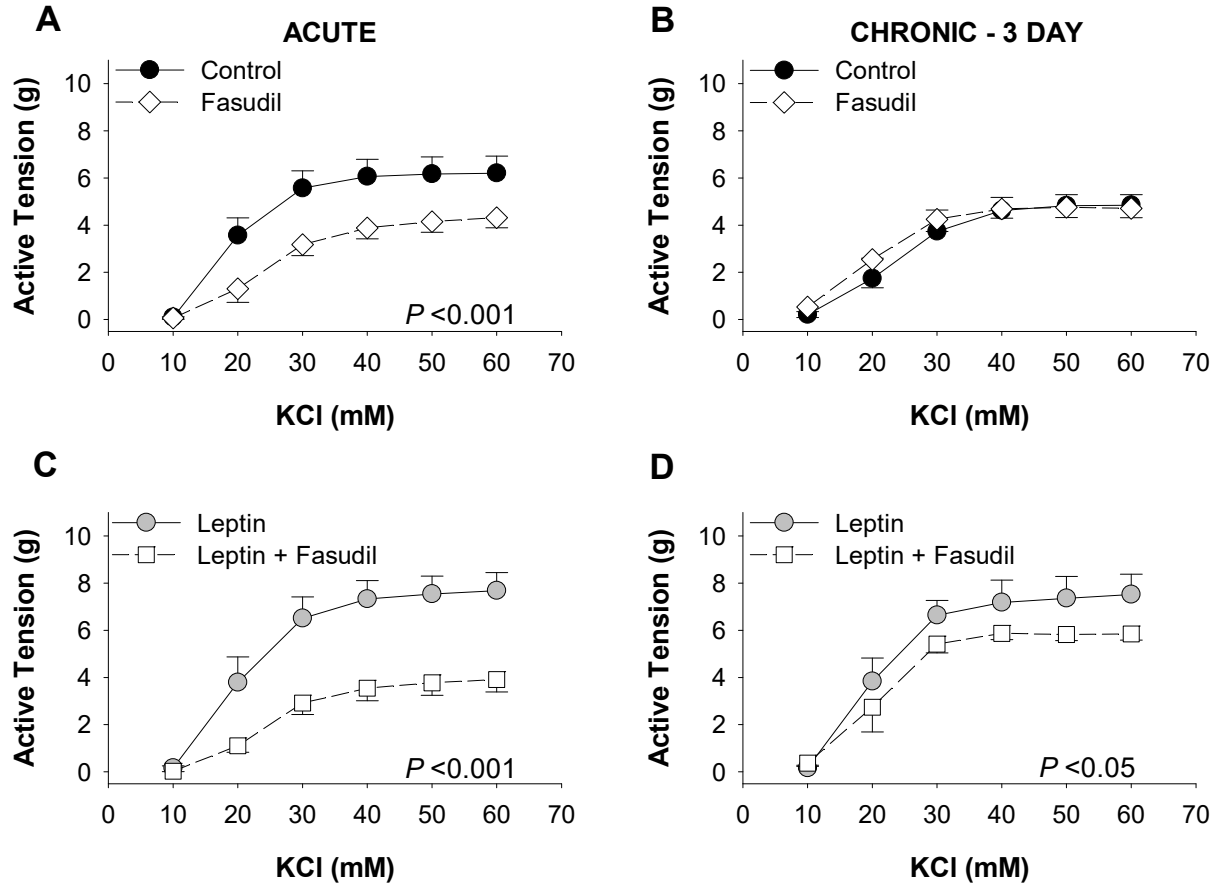 A
ACUTE
Control
Fasudil
Active Tension (g)
10
8
6
4
2
0
P <0.001
0 10 20 30 40 50 60 70
KCl (mM)
B
CHRONIC - 3 DAY
Control
Fasudil
Active Tension (g)
10
8
6
4
2
0
0 10 20 30 40 50 60 70
KCl (mM)
C
Leptin
Leptin + Fasudil
Active Tension (g)
10
8
6
4
2
0
P <0.001
0 10 20 30 40 50 60 70
KCl (mM)
D
Leptin
Leptin + Fasudil
Active Tension (g)
10
8
6
4
2
0
P <0.05
0 10 20 30 40 50 60 70
KCl (mM)